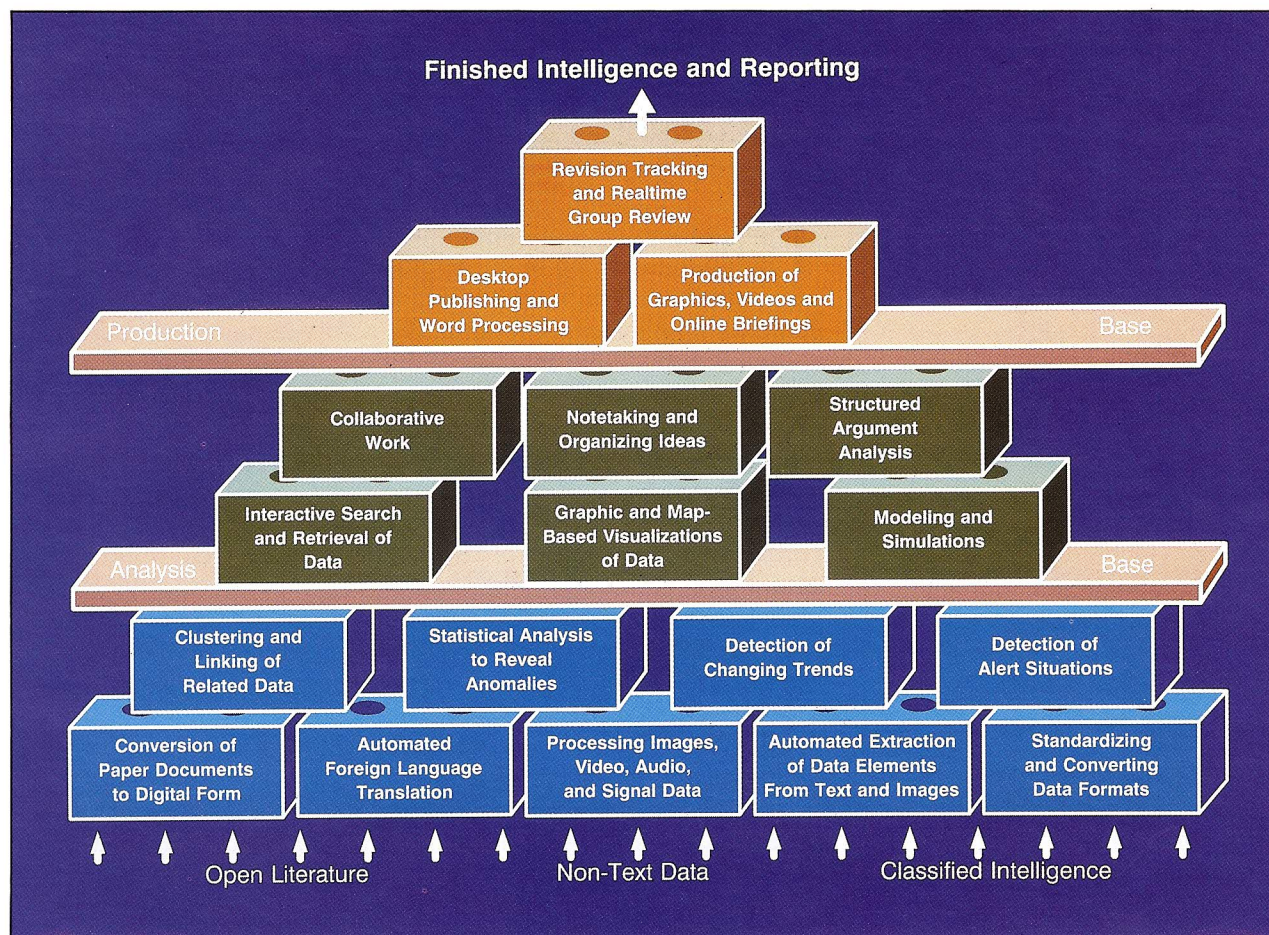 Finished Intelligence and Reporting
Revision Tracking
and Realtime
Group Review
Desktop
Publishing and
Word Processing
Production of
Graphics, Videos and
Online Briefings
Production
Base
Collaborative
Work
Notetaking and
Organizing Ideas
Structured
Argument
Analysis
Interactive Search
and Retrieval of
Data
Graphic and Map-
Based Visualizations
of Data
Modeling and
Simulations
Analysis
Base
Clustering and
Linking of
Related Data
Statistical Analysis
to Reveal
Anomalies
Detection of
Changing Trends
Detection of
Alert Situations
Conversion of
Paper Documents
to Digital Form
Automated
Foreign Language
Translation
Processing Images,
Video, Audio,
and Signal Data
Automated Extraction
of Data Elements
From Text and Images
Standardizing
and Converting
Data Formats
Open Literature
Non-Text Data
Classified Intelligence